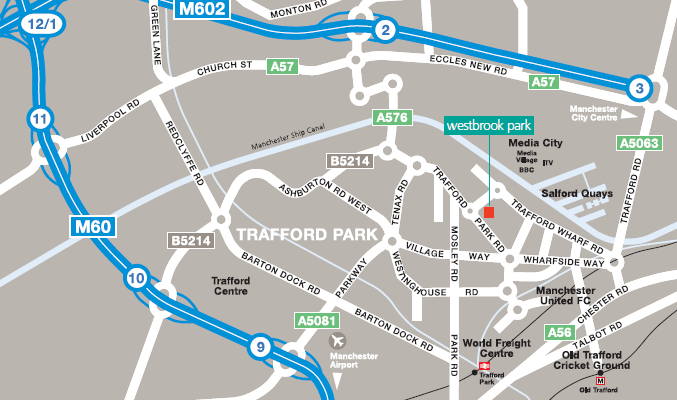 12/1
M602
MONTON RD
GREEN LANE
2
ECCLES NEW RD
A57
3
CHURCH ST
A57
Manchester
City Centre
11
LIVERPOOL RD
A576
westbrook park
Media City
Media
Village
ITV
BBC
A5063
Manchester Ship Canal
REDCLYFFE RD
B5214
Salford Quays
TRAFFORD RD
ASHBURTON RD WEST
TENAX RD
TRAFFORD
PARK RD
TRAFFORD WHARF RD
M60
B5214
TRAFFORD PARK
MOSLEY RD
VILLAGE WAY
WHARFSIDE WAY
10
Trafford
Centre
BARTON DOCK RD
PARKWAY
WESTINGHOUSE RD
Manchester
United FC
CHESTER RD
A5081
BARTON DOCK RD
PARK RD
A56
TALBOT RD
9
Manchester
Airport
World Freight
Centre
Trafford
Park
Old Trafford
Cricket Ground
M
Old Trafford